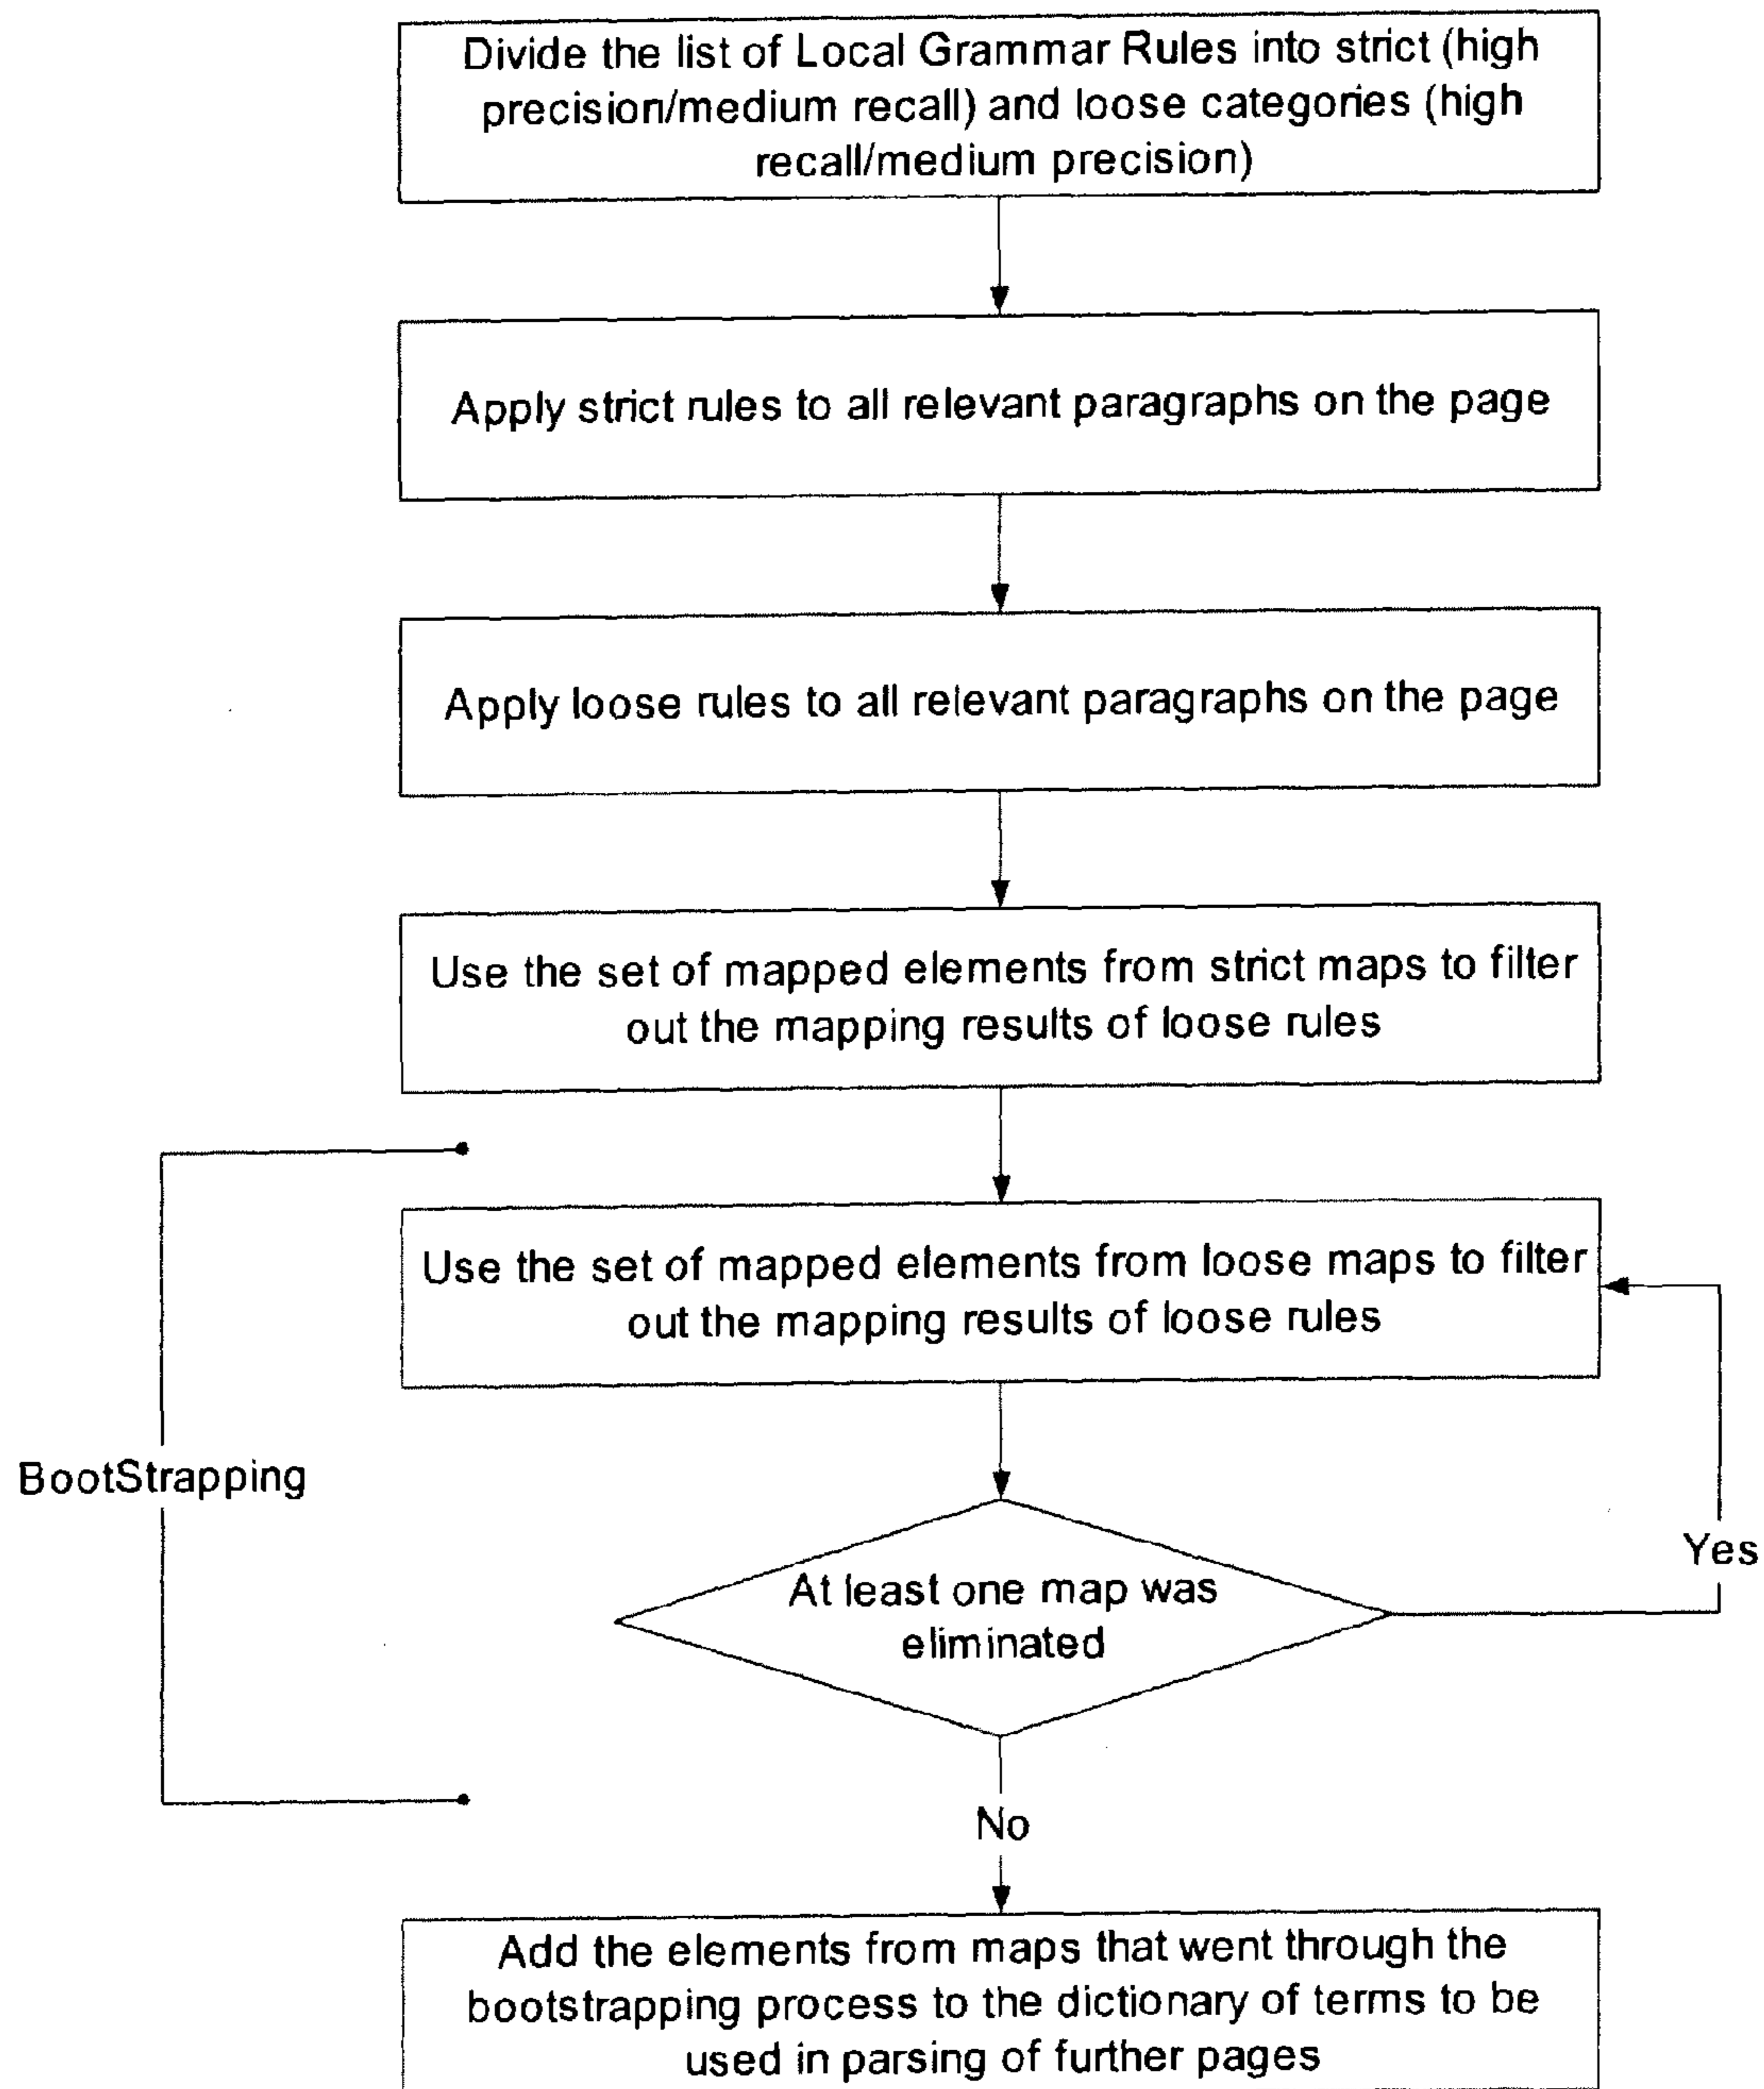 Divide the list of Local Grammar Rules into strict (high
precision/medium recall) and loose categories (high
recall/medium precision)
Apply strict rules to all relevant paragraphs on the page
Apply loose rules to all relevant paragraphs on the page
Use the set of mapped elements from strict maps to filter
out the mapping results of loose rules
Use the set of mapped elements from loose maps to filter
out the mapping results of loose rules
BootStrapping
At least one map was
eliminated
Yes
No
Add the elements from maps that went through the
bootstrapping process to the dictionary of terms to be
used in parsing of further pages